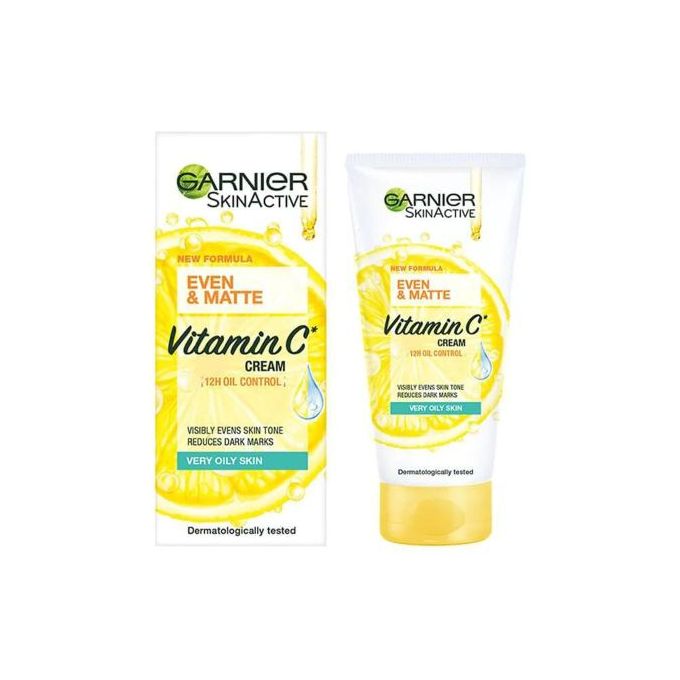 GARNIER
SKINACTIVE
NEW FORMULA
EVEN
& MATTE
Vitamin C*
CREAM
12H OIL CONTROL
VISIBLY EVENS SKIN TONE
REDUCES DARK MARKS
VERY OILY SKIN
Dermatologically tested
GARNIER
SKINACTIVE
NEW FORMULA
EVEN
& MATTE
Vitamin C*
CREAM
12H OIL CONTROL
VISIBLY EVENS SKIN TONE
REDUCES DARK MARKS
VERY OILY SKIN
Dermatologically tested